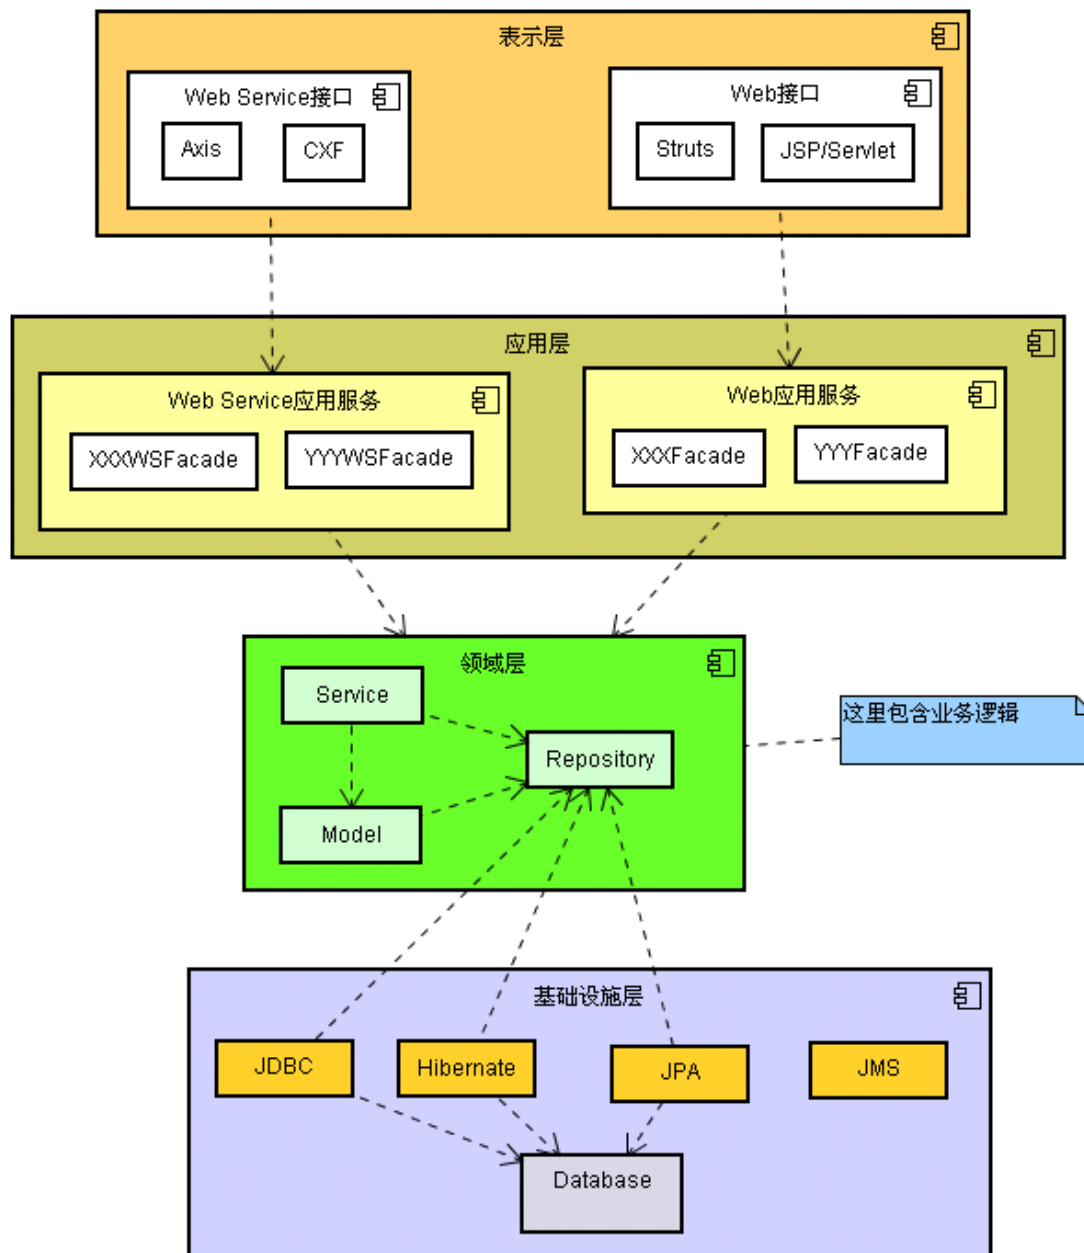 表示层
Web Service接口
Axis
CXF
Web接口
Struts
JSP/Servlet
应用层
Web Service应用服务
XXXWSFacade
YYYWSFacade
Web应用服务
XXXFacade
YYYFacade
领域层
Service
Repository
Model
这里包含业务逻辑
基础设施层
JDBC
Hibernate
JPA
JMS
Database